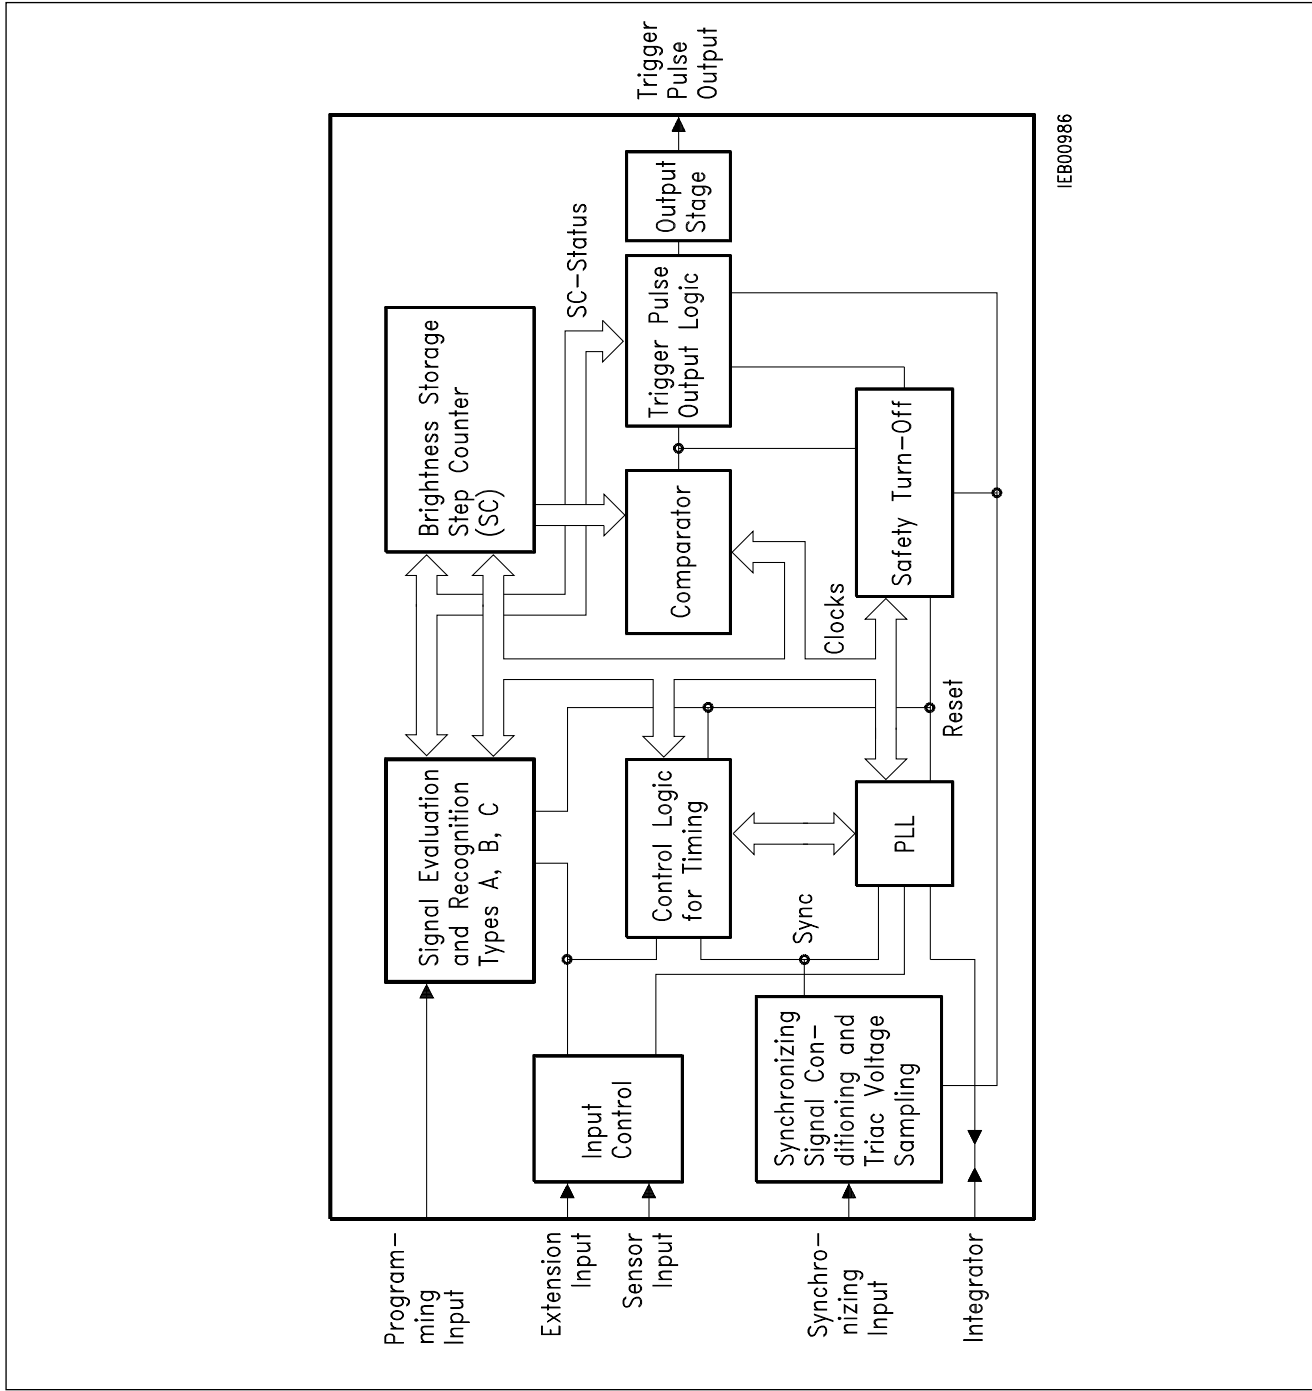 Program-
ming
Input
Extension
Input
Sensor
Input
Synchro-
nizing
Input
Integrator
Signal Evaluation
and Recognition
Types A, B, C
Input
Control
Synchronizing
Signal Con-
ditioning and
Triac Voltage
Sampling
Control Logic
for Timing
Sync
PLL
Reset
Clocks
Brightness Storage
Step Counter
(SC)
Comparator
Safety Turn-Off
SC-Status
Trigger Pulse
Output Logic
Output
Stage
Trigger
Pulse
Output
IEB00986